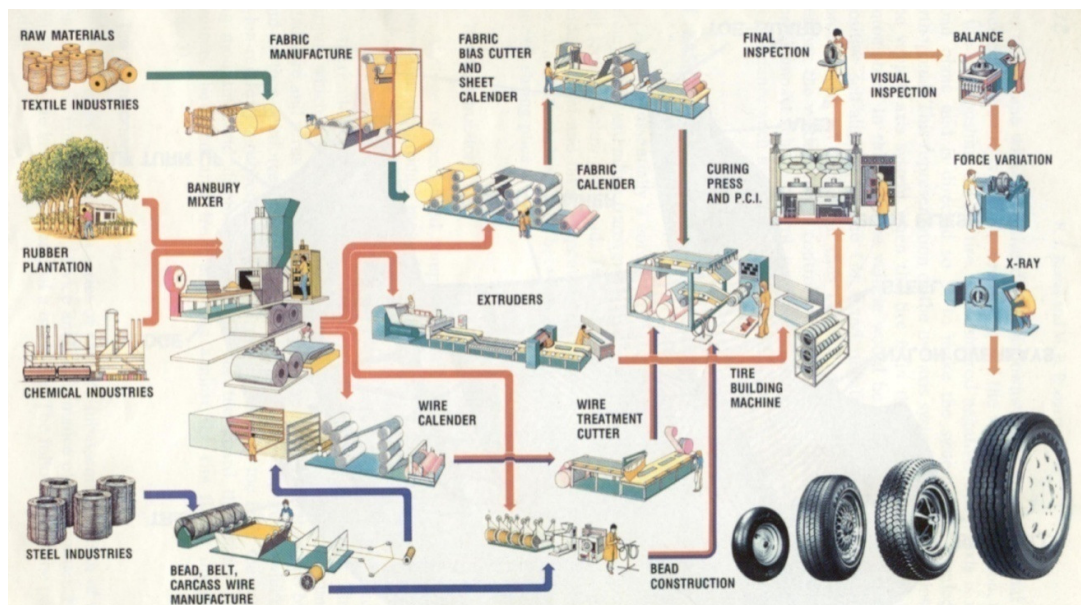 RAW MATERIALS
TEXTILE INDUSTRIES
RUBBER
PLANTATION
CHEMICAL INDUSTRIES
STEEL INDUSTRIES
FABRIC
MANUFACTURE
BANBURY
MIXER
FABRIC
BIAS CUTTER
AND
SHEET
CALENDER
FABRIC
CALENDER
EXTRUDERS
WIRE
CALENDER
WIRE
TREATMENT
CUTTER
BEAD, BELT,
CARCASS WIRE
MANUFACTURE
BEAD
CONSTRUCTION
TIRE
BUILDING
MACHINE
CURING
PRESS
AND P.C.I.
FINAL
INSPECTION
VISUAL
INSPECTION
BALANCE
FORCE VARIATION
X-RAY